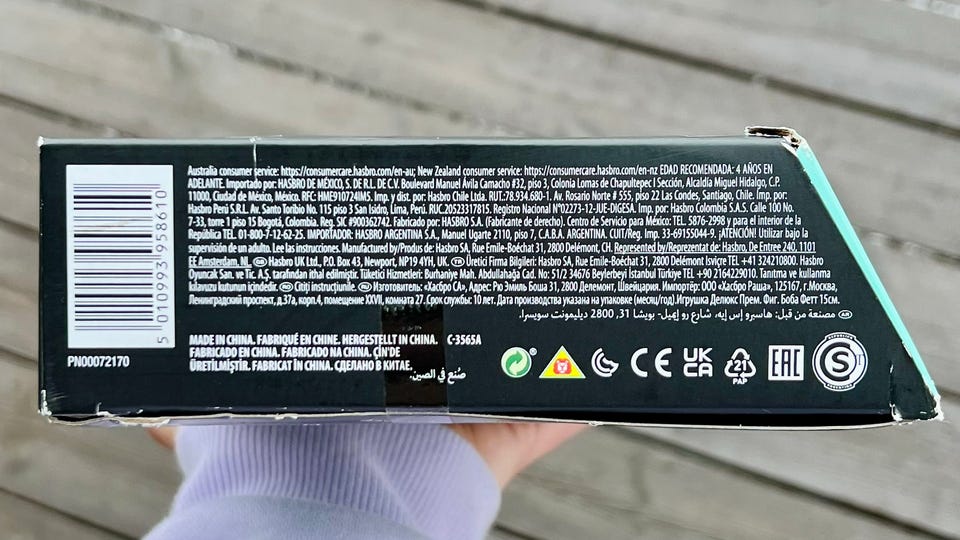 5 010993 958610
PN00072170
Australia consumer service: https://consumercare.hasbro.com/en-au; New Zealand consumer service: https://consumercare.hasbro.com/en-nz EDAD RECOMENDADA: 4 AÑOS EN
ADELANTE. Importado por: HASBRO DE MÉXICO, S. DE R.L. DE C.V. Boulevard Manuel Ávila Camacho #32, piso 3, Colonia Lomas de Chapultepec I Sección, Alcaldía Miguel Hidalgo, C.P.
11000, Ciudad de México, México. RFC: HME910724IM5. Imp. y dist. por: Hasbro Chile Ltda. RUT.:78.934.680-1. Av. Rosario Norte # 555, piso 22 Las Condes, Santiago, Chile. Imp. por:
Hasbro Perú S.R.L. Av. Santo Toribio No. 115 piso 3 San Isidro, Lima, Perú. RUC.20523317815. Registro Nacional N°02273-12-JUE-DIGESA. Imp. por: Hasbro Colombia S.A.S. Calle 100 No.
7-33, torre 1 piso 15 Bogotá, Colombia. Reg. SIC #900362742. Fabricado por: HASBRO S.A. (Fabricante de derecho). Centro de Servicio para México: TEL. 5876-2998 y para el interior de la
República TEL. 01-800-7-12-62-25. IMPORTADOR: HASBRO ARGENTINA S.A., Manuel Ugarte 2110, piso 7, C.A.B.A. ARGENTINA. CUIT/Reg. Imp. 33-69155044-9. ¡ATENCIÓN! Utilizar bajo la
supervisión de un adulto. Lee las instrucciones. Manufactured by/Produs de: Hasbro SA, Rue Emile-Boéchat 31, 2800 Delémont, CH. Represented by/Reprezentat de: Hasbro, De Entree 240, 1101
EE Amsterdam, NL. GB Hasbro UK Ltd., P.O. Box 43, Newport, NP19 4YH, UK. TR Üretici Firma Bilgileri: Hasbro SA, Rue Emile-Boéchat 31, 2800 Delémont İsviçre TEL +41 324210800. Hasbro
Oyuncak San. ve Tic. A.Ş. tarafından ithal edilmiştir. Tüketici Hizmetleri: Burhaniye Mah. Abdullahağa Cad. No: 51/2 34676 Beylerbeyi İstanbul Türkiye TEL +90 2164229010. Tanıtma ve kullanma
kılavuzu kutunun içindedir. RO Citiți instrucțiunile. RU Изготовитель: «Хасбро СА», Адрес: Рю Эмиль Боша 31, 2800 Делемонт, Швейцария. Импортёр: ООО «Хасбро Раша», 125167, г.Москва,
Ленинградский проспект, д.37а, корп.4, помещение XXVII, комната 27. Срок службы: 10 лет. Дата производства указана на упаковке (месяц/год).Игрушка Делюкс Прем. Фиг. Боба Фетт 15см.
AR مصنعة من قبل: هاسبرو إس إيه، شارع رو إميل- بويشا 31, 2800 ديليمونت سويسرا.
MADE IN CHINA. FABRIQUÉ EN CHINE. HERGESTELLT IN CHINA. C-3565A
FABRICADO EN CHINA. FABRICADO NA CHINA. ÇİN'DE
ÜRETİLMİŞTİR. FABRICAT ÎN CHINA. СДЕЛАНО В КИТАЕ.
صُنع في الصين.
CE
UK
CA
21
PAP
EAC
S